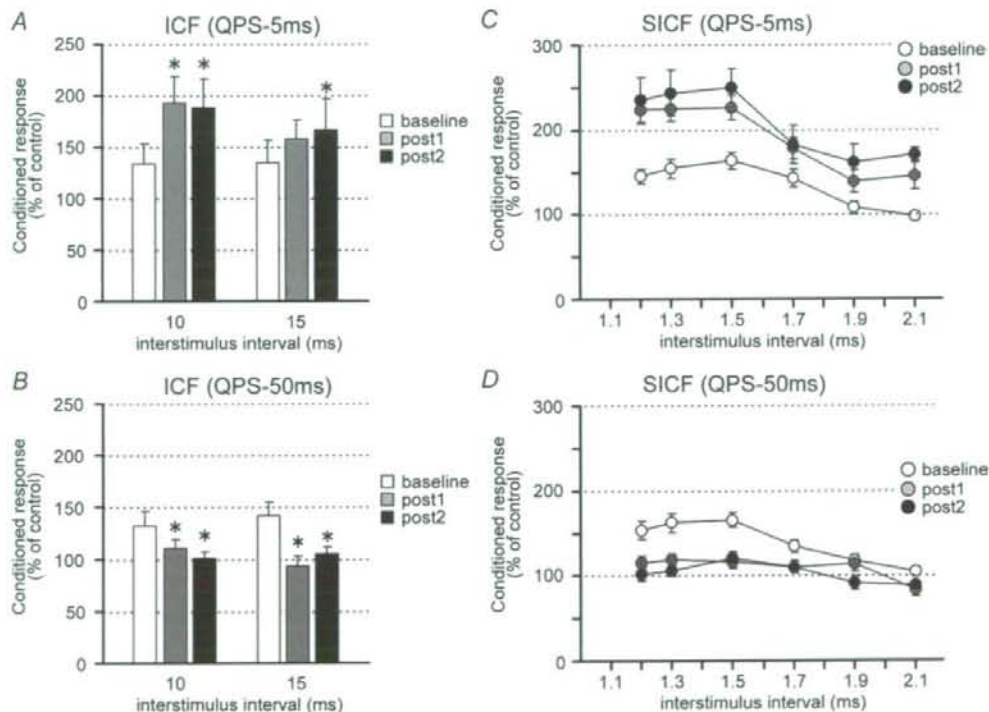 A
ICF (QPS-5ms)
250
200
150
100
50
0
Conditioned response
(% of control)
*
*
*
baseline
post1
post2
10
15
interstimulus interval (ms)
C
SICF (QPS-5ms)
300
200
100
0
Conditioned response
(% of control)
baseline
post1
post2
1.1
1.3
1.5
1.7
1.9
2.1
interstimulus interval (ms)
B
ICF (QPS-50ms)
250
200
150
100
50
0
Conditioned response
(% of control)
*
*
*
*
baseline
post1
post2
10
15
interstimulus interval (ms)
D
SICF (QPS-50ms)
300
200
100
0
Conditioned response
(% of control)
baseline
post1
post2
1.1
1.3
1.5
1.7
1.9
2.1
interstimulus interval (ms)